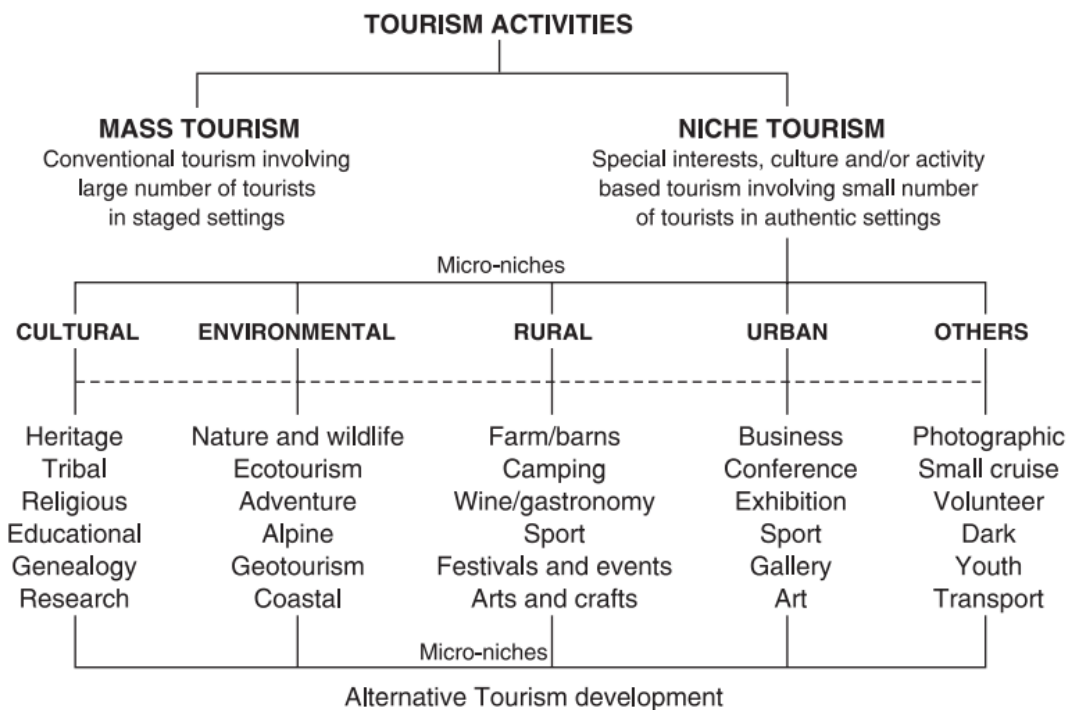 TOURISM ACTIVITIES
MASS TOURISM
Conventional tourism involving
large number of tourists
in staged settings
NICHE TOURISM
Special interests, culture and/or activity
based tourism involving small number
of tourists in authentic settings
Micro-niches
CULTURAL
ENVIRONMENTAL
RURAL
URBAN
OTHERS
Heritage
Tribal
Religious
Educational
Genealogy
Research
Nature and wildlife
Ecotourism
Adventure
Alpine
Geotourism
Coastal
Farm/barns
Camping
Wine/gastronomy
Sport
Festivals and events
Arts and crafts
Business
Conference
Exhibition
Sport
Gallery
Art
Photographic
Small cruise
Volunteer
Dark
Youth
Transport
Micro-niches
Alternative Tourism development